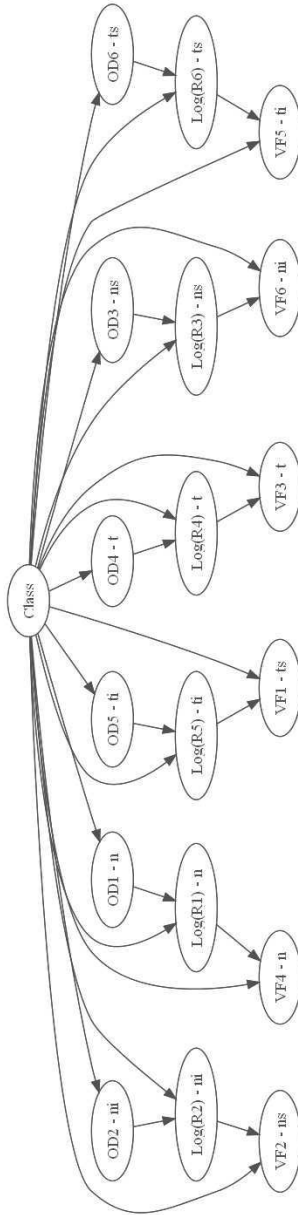 Class
OD2 - ni
OD1 - n
OD5 - ti
OD4 - t
OD3 - ns
OD6 - ts
Log(R2) - ni
Log(R1) - n
Log(R5) - ti
Log(R4) - t
Log(R3) - ns
Log(R6) - ts
VF2 - ns
VF4 - n
VF1 - ts
VF3 - t
VF6 - ni
VF5 - ti